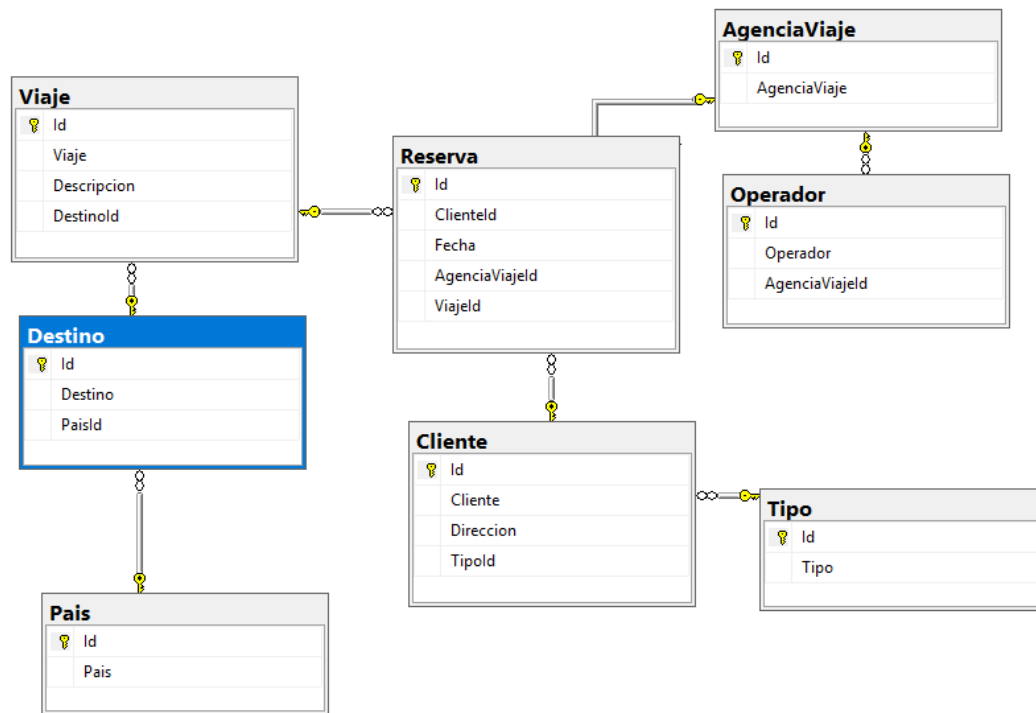 AgenciaViaje
Id
AgenciaViaje
Viaje
Id
Viaje
Descripcion
DestinoId
Reserva
Id
ClienteId
Fecha
AgenciaViajeId
ViajeId
Operador
Id
Operador
AgenciaViajeId
Destino
Id
Destino
PaisId
Cliente
Id
Cliente
Direccion
TipoId
Tipo
Id
Tipo
Pais
Id
Pais